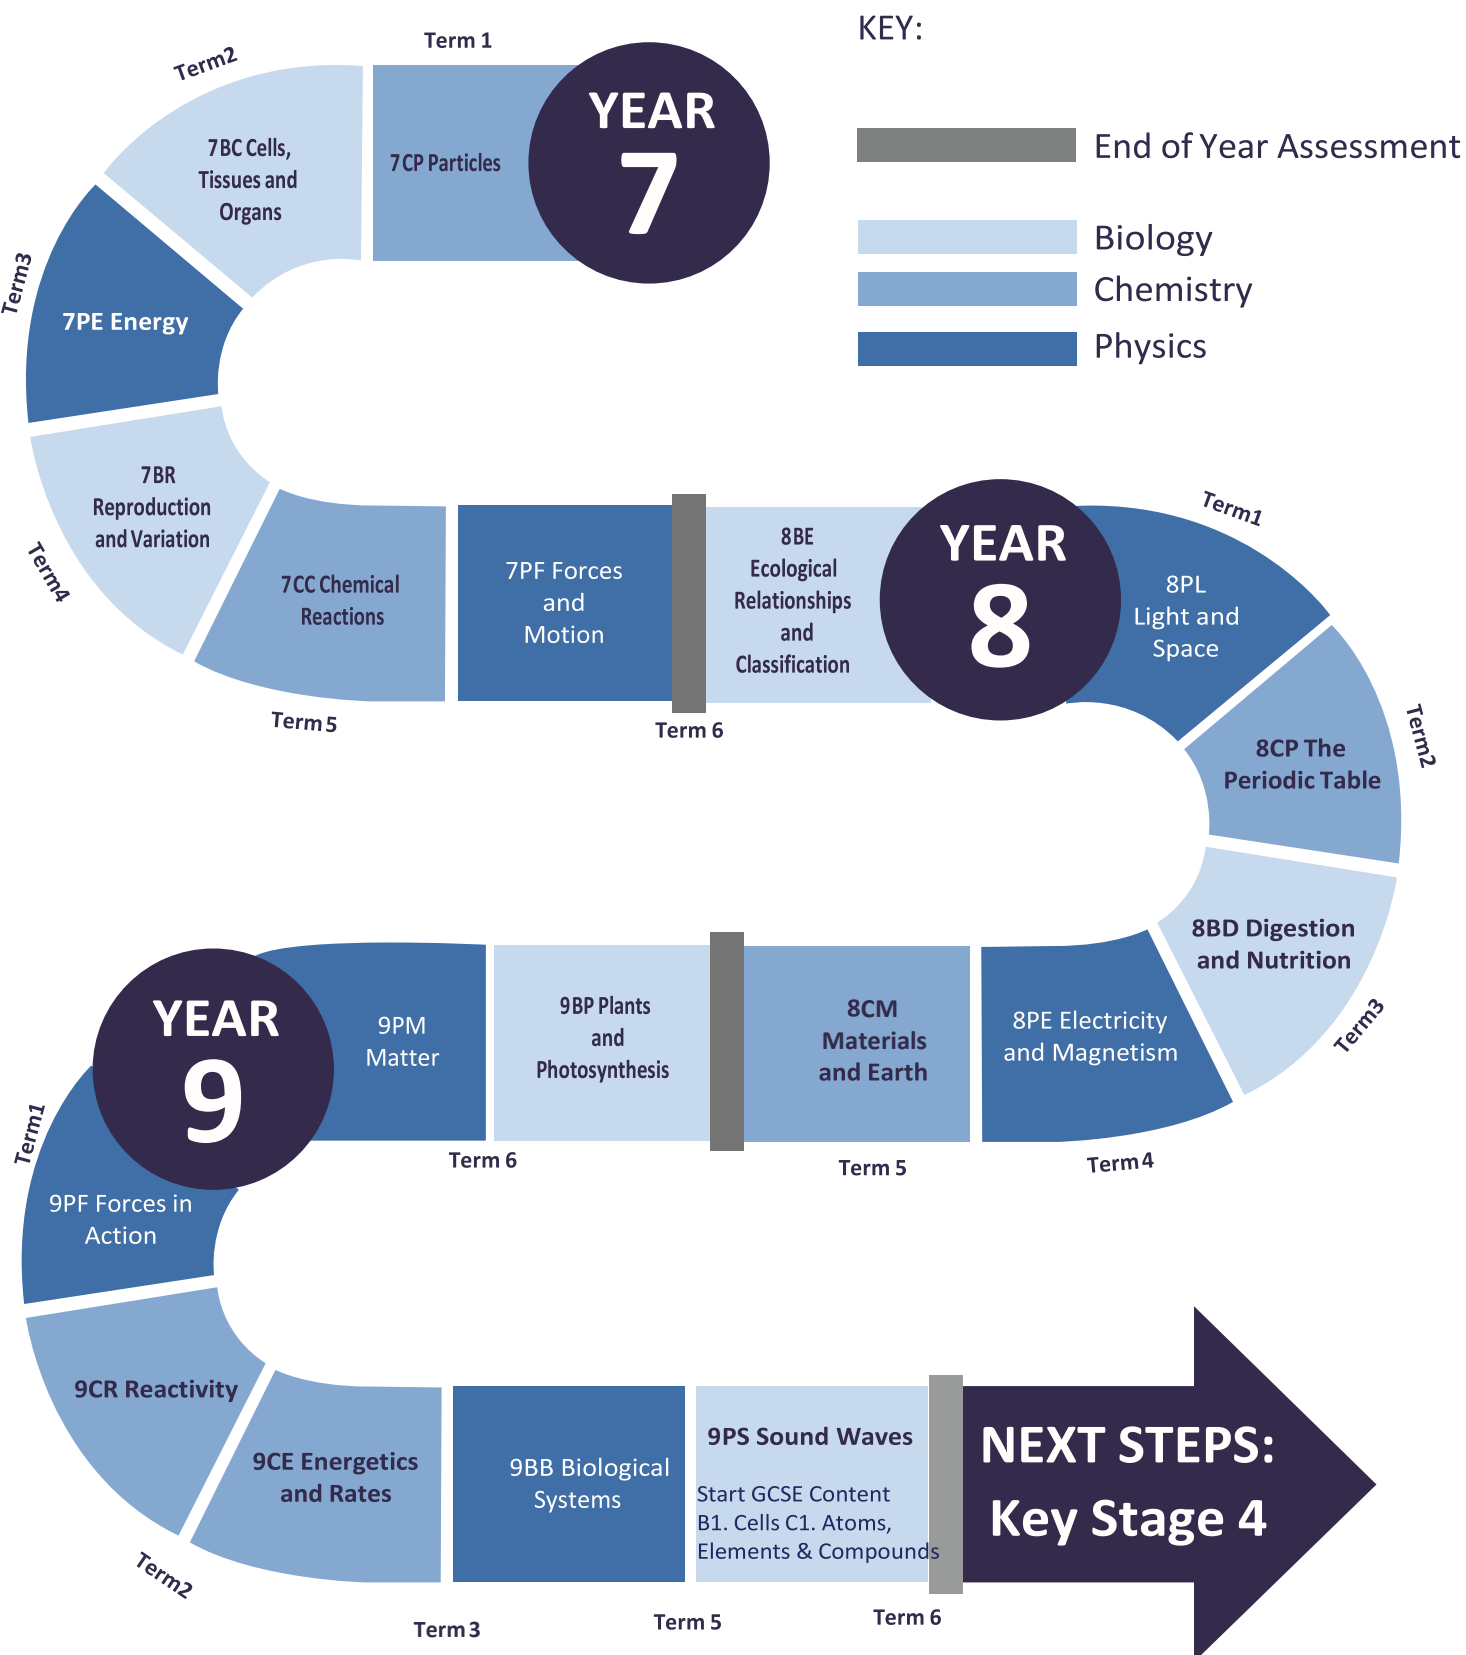 KEY:
End of Year Assessment
Biology
Chemistry
Physics
Term 1
YEAR
7
7CP Particles
Term2
7BC Cells,
Tissues and
Organs
Term3
7PE Energy
7BR
Reproduction
and Variation
Term4
7CC Chemical
Reactions
Term 5
7PF Forces
and
Motion
Term 6
8BE
Ecological
Relationships
and
Classification
YEAR
8
Term1
8PL
Light and
Space
Term2
8CP The
Periodic Table
8BD Digestion
and Nutrition
Term3
8PE Electricity
and Magnetism
Term 4
8CM
Materials
and Earth
Term 5
9BP Plants
and
Photosynthesis
Term 6
9PM
Matter
YEAR
9
Term1
9PF Forces in
Action
9CR Reactivity
Term2
9CE Energetics
and Rates
Term 3
9BB Biological
Systems
Term 5
9PS Sound Waves
Start GCSE Content
B1. Cells C1. Atoms,
Elements & Compounds
Term 6
NEXT STEPS:
Key Stage 4